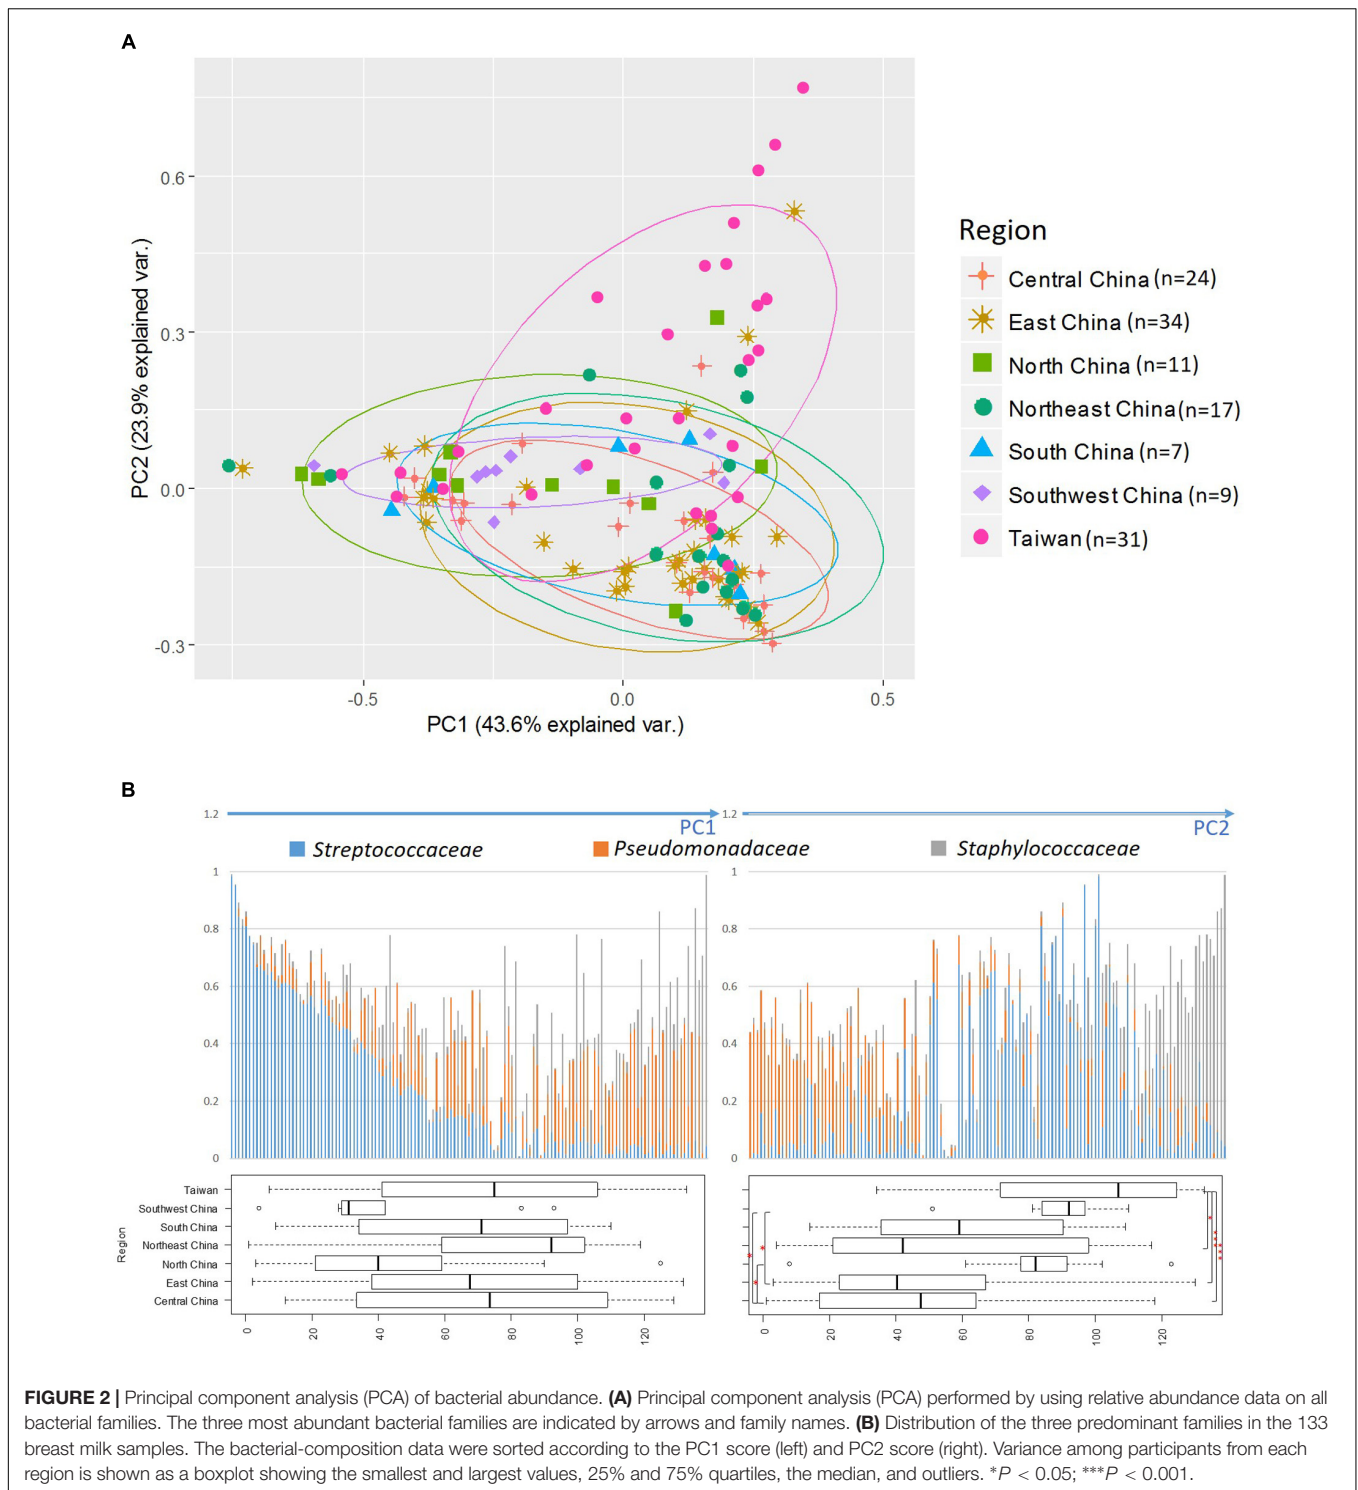 A
0.6
0.3
0.0
-0.3
PC2 (23.9% explained var.)
-0.5
0.0
0.5
PC1 (43.6% explained var.)
Region
Central China (n=24)
East China (n=34)
North China (n=11)
Northeast China (n=17)
South China (n=7)
Southwest China (n=9)
Taiwan (n=31)
B
1.2
PC1
1.2
PC2
Streptococcaceae
Pseudomonadaceae
Staphylococcaceae
1
0.8
0.6
0.4
0.2
0
1
0.8
0.6
0.4
0.2
0
Region
Taiwan
Southwest China
South China
Northeast China
North China
East China
Central China
0
20
40
60
80
100
120
0
20
40
60
80
100
120
FIGURE 2 | Principal component analysis (PCA) of bacterial abundance. (A) Principal component analysis (PCA) performed by using relative abundance data on all
bacterial families. The three most abundant bacterial families are indicated by arrows and family names. (B) Distribution of the three predominant families in the 133
breast milk samples. The bacterial-composition data were sorted according to the PC1 score (left) and PC2 score (right). Variance among participants from each
region is shown as a boxplot showing the smallest and largest values, 25% and 75% quartiles, the median, and outliers. *P < 0.05; ***P < 0.001.